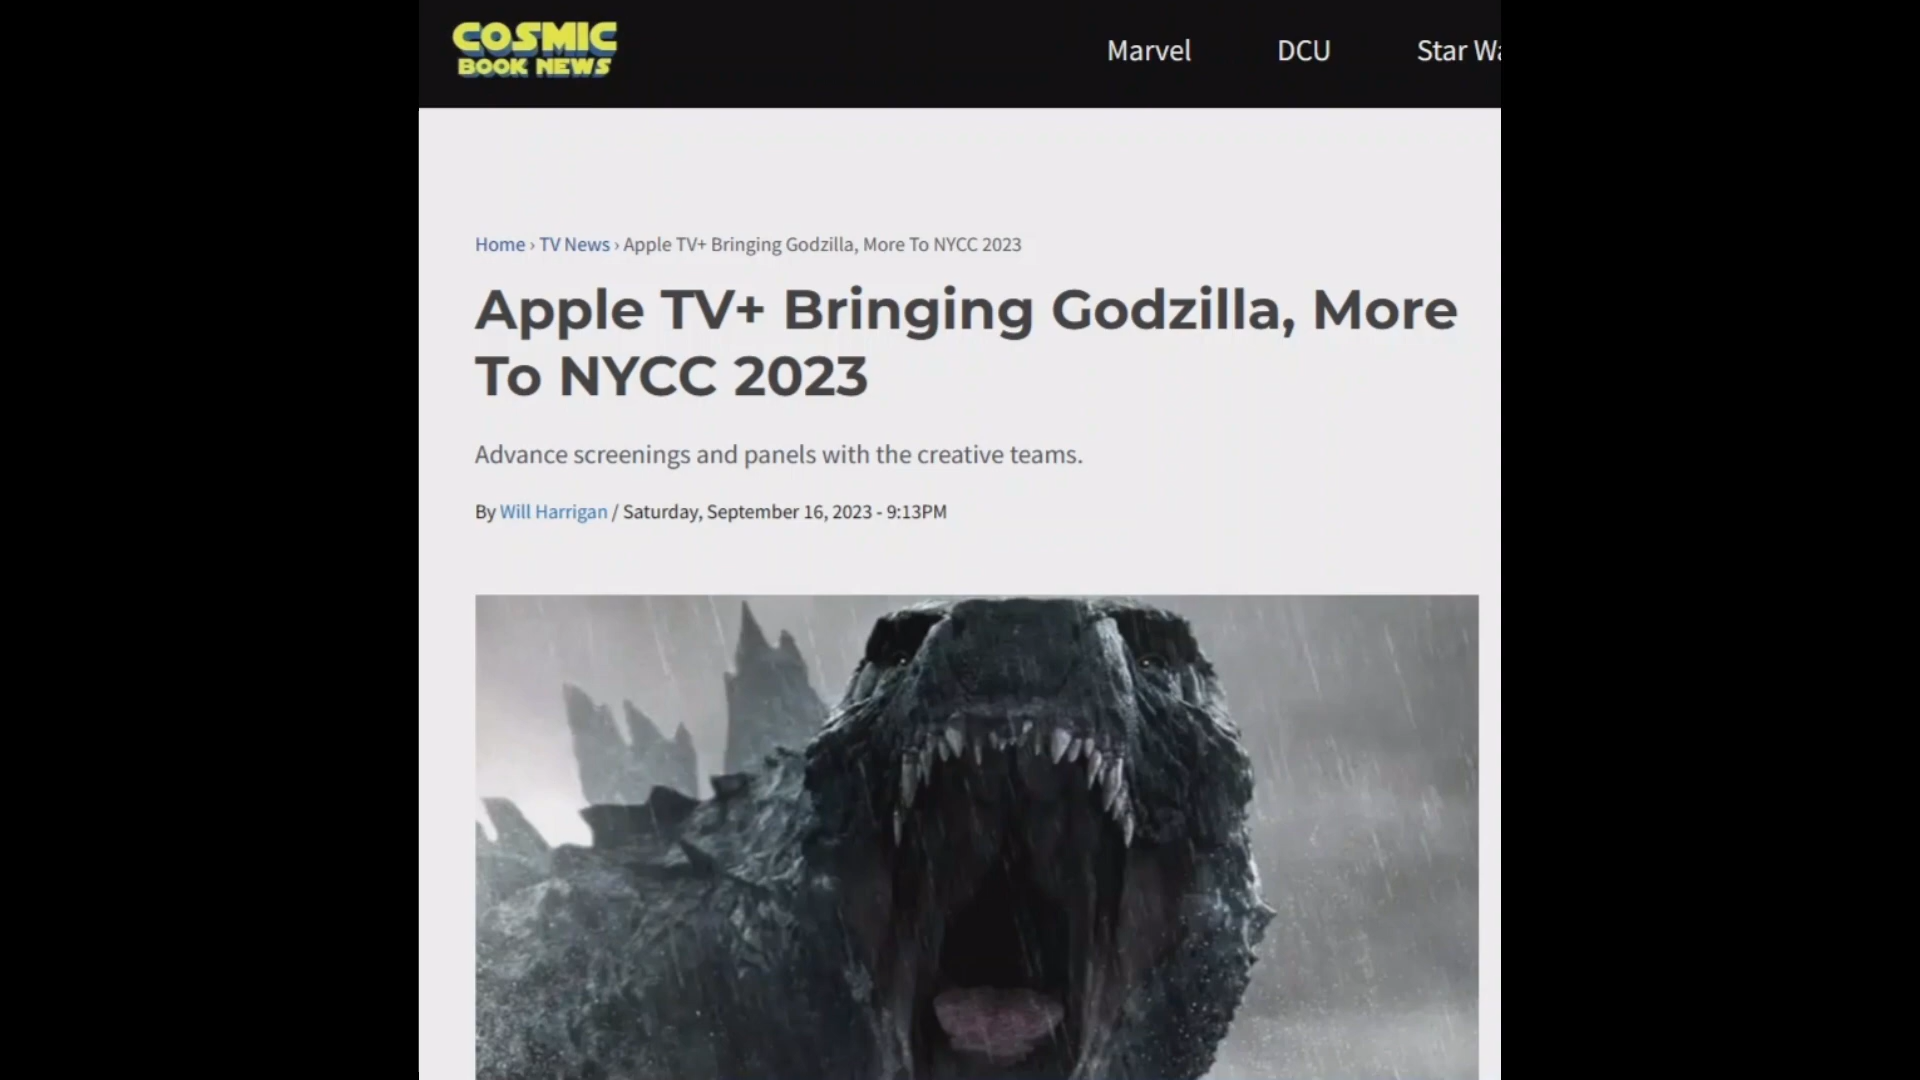 COSMIC
BOOK NEWS
Marvel DCU Star Wa
Home › TV News › Apple TV+ Bringing Godzilla, More To NYCC 2023
Apple TV+ Bringing Godzilla, More
To NYCC 2023
Advance screenings and panels with the creative teams.
By Will Harrigan / Saturday, September 16, 2023 - 9:13PM